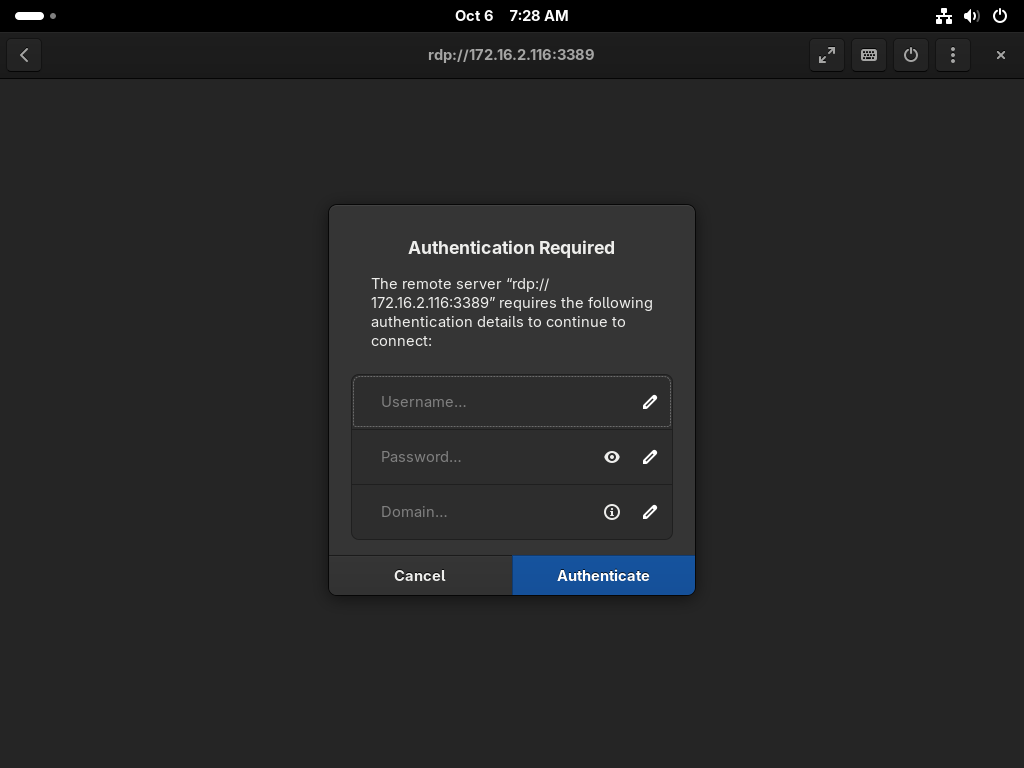 Oct 6 7:28 AM
rdp://172.16.2.116:3389
Authentication Required
The remote server “rdp://
172.16.2.116:3389” requires the following
authentication details to continue to
connect:
Username...
Password...
Domain...
Cancel Authenticate